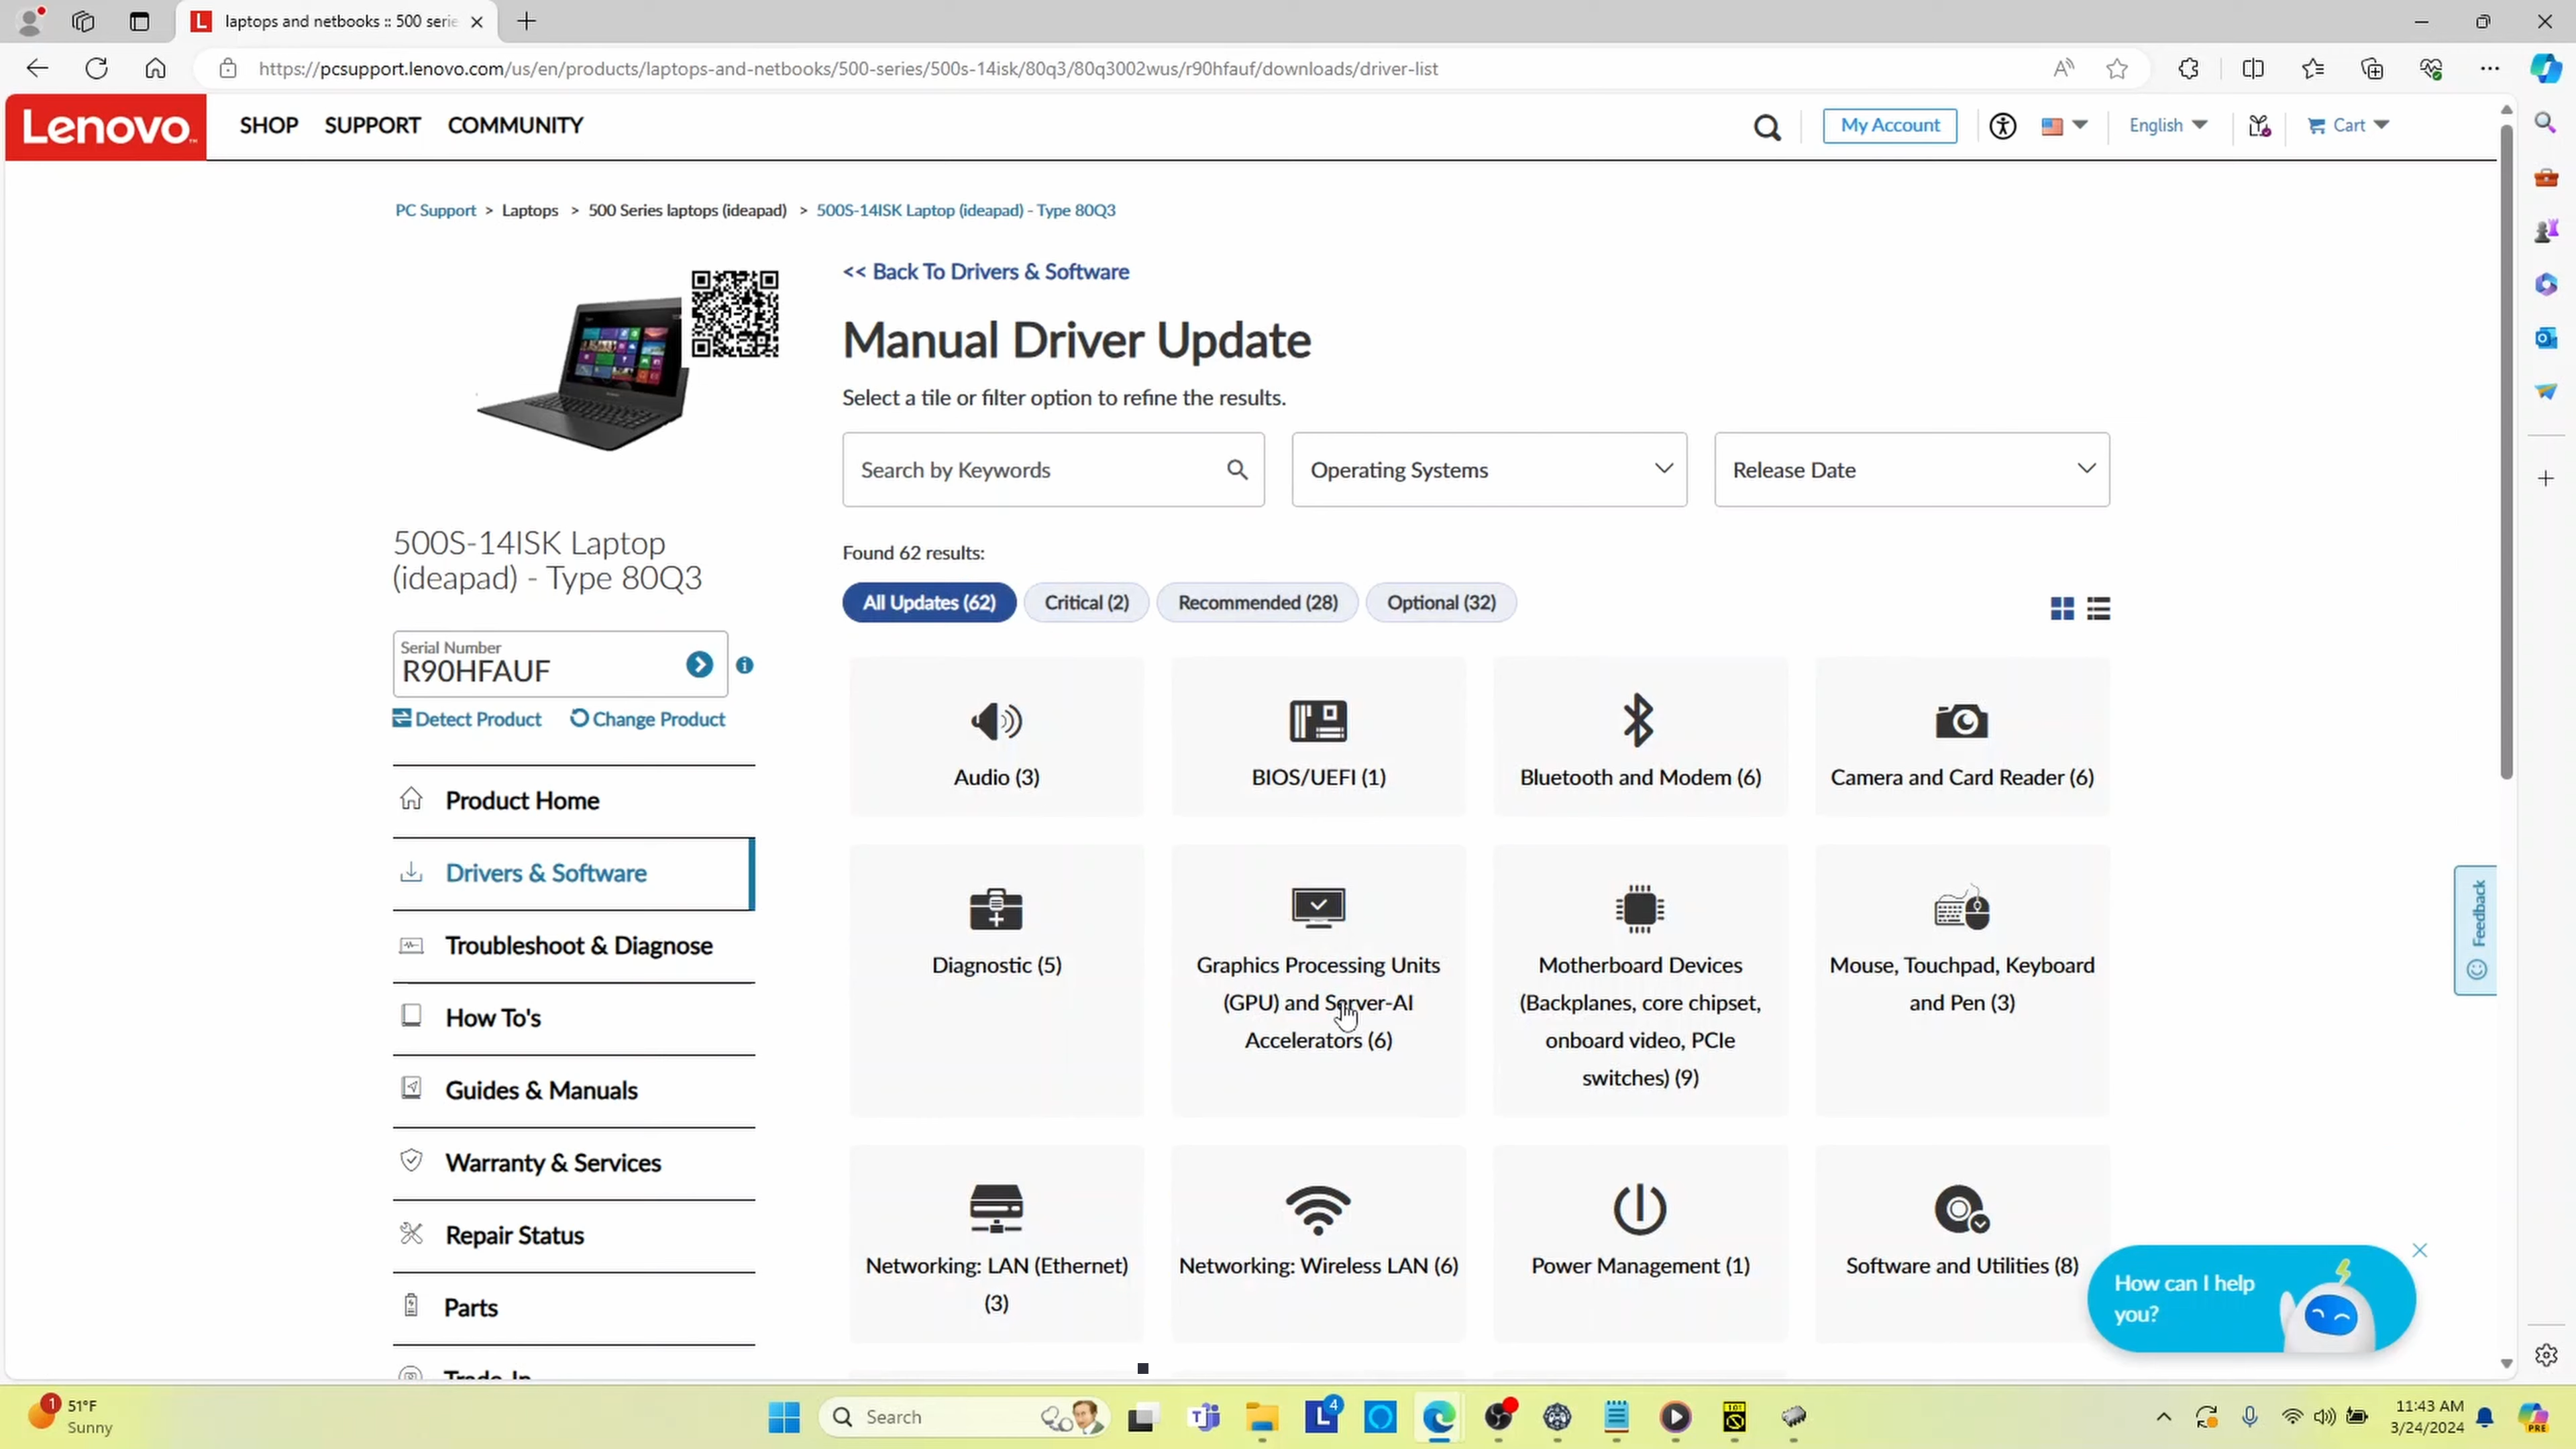 laptops and netbooks :: 500 serie
https://pcsupport.lenovo.com/us/en/products/laptops-and-netbooks/500-series/500s-14isk/80q3/80q3002wus/r90hfauf/downloads/driver-list
Lenovo
SHOP
SUPPORT
COMMUNITY
My Account
English
Cart
PC Support > Laptops > 500 Series laptops (ideapad) > 500S-14ISK Laptop (ideapad) - Type 80Q3
<< Back To Drivers & Software
Manual Driver Update
Select a tile or filter option to refine the results.
Search by Keywords
Operating Systems
Release Date
Found 62 results:
All Updates (62)
Critical (2)
Recommended (28)
Optional (32)
500S-14ISK Laptop
(ideapad) - Type 80Q3
Serial Number
R90HFAUF
Detect Product
Change Product
Product Home
Drivers & Software
Troubleshoot & Diagnose
How To's
Guides & Manuals
Warranty & Services
Repair Status
Parts
Trade-In
Audio (3)
BIOS/UEFI (1)
Bluetooth and Modem (6)
Camera and Card Reader (6)
Diagnostic (5)
Graphics Processing Units
(GPU) and Server-AI
Accelerators (6)
Motherboard Devices
(Backplanes, core chipset,
onboard video, PCIe
switches) (9)
Mouse, Touchpad, Keyboard
and Pen (3)
Networking: LAN (Ethernet)
(3)
Networking: Wireless LAN (6)
Power Management (1)
Software and Utilities (8)
Feedback
How can I help
you?
1
51°F
Sunny
Search
4
11:43 AM
3/24/2024
PRE